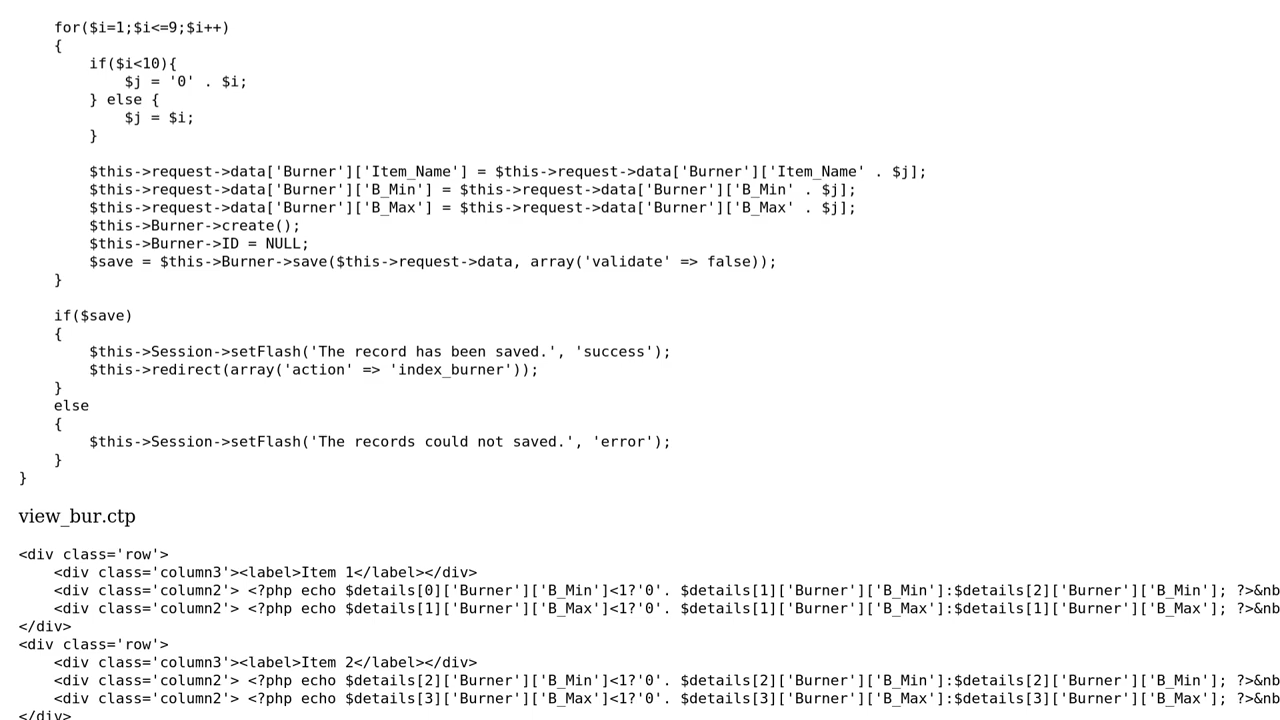 for($i=1;$i<=9;$i++)
{
if($i<10){
$j = '0' . $i;
} else {
$j = $i;
}
$this->request->data['Burner']['Item_Name'] = $this->request->data['Burner']['Item_Name' . $j];
$this->request->data['Burner']['B_Min'] = $this->request->data['Burner']['B_Min' . $j];
$this->request->data['Burner']['B_Max'] = $this->request->data['Burner']['B_Max' . $j];
$this->Burner->create();
$this->Burner->ID = NULL;
$save = $this->Burner->save($this->request->data, array('validate' => false));
}
if($save)
{
$this->Session->setFlash('The record has been saved.', 'success');
$this->redirect(array('action' => 'index_burner'));
}
else
{
$this->Session->setFlash('The records could not saved.', 'error');
}
}
view_bur.ctp
<div class='row'>
<div class='column3'><label>Item 1</label></div>
<div class='column2'> <?php echo $details[0]['Burner']['B_Min']<1?'0'. $details[1]['Burner']['B_Min']:$details[2]['Burner']['B_Min']; ?>&nb
<div class='column2'> <?php echo $details[1]['Burner']['B_Max']<1?'0'. $details[1]['Burner']['B_Max']:$details[1]['Burner']['B_Max']; ?>&nb
</div>
<div class='row'>
<div class='column3'><label>Item 2</label></div>
<div class='column2'> <?php echo $details[2]['Burner']['B_Min']<1?'0'. $details[2]['Burner']['B_Min']:$details[2]['Burner']['B_Min']; ?>&nb
<div class='column2'> <?php echo $details[3]['Burner']['B_Max']<1?'0'. $details[3]['Burner']['B_Max']:$details[3]['Burner']['B_Max']; ?>&nb
</div>